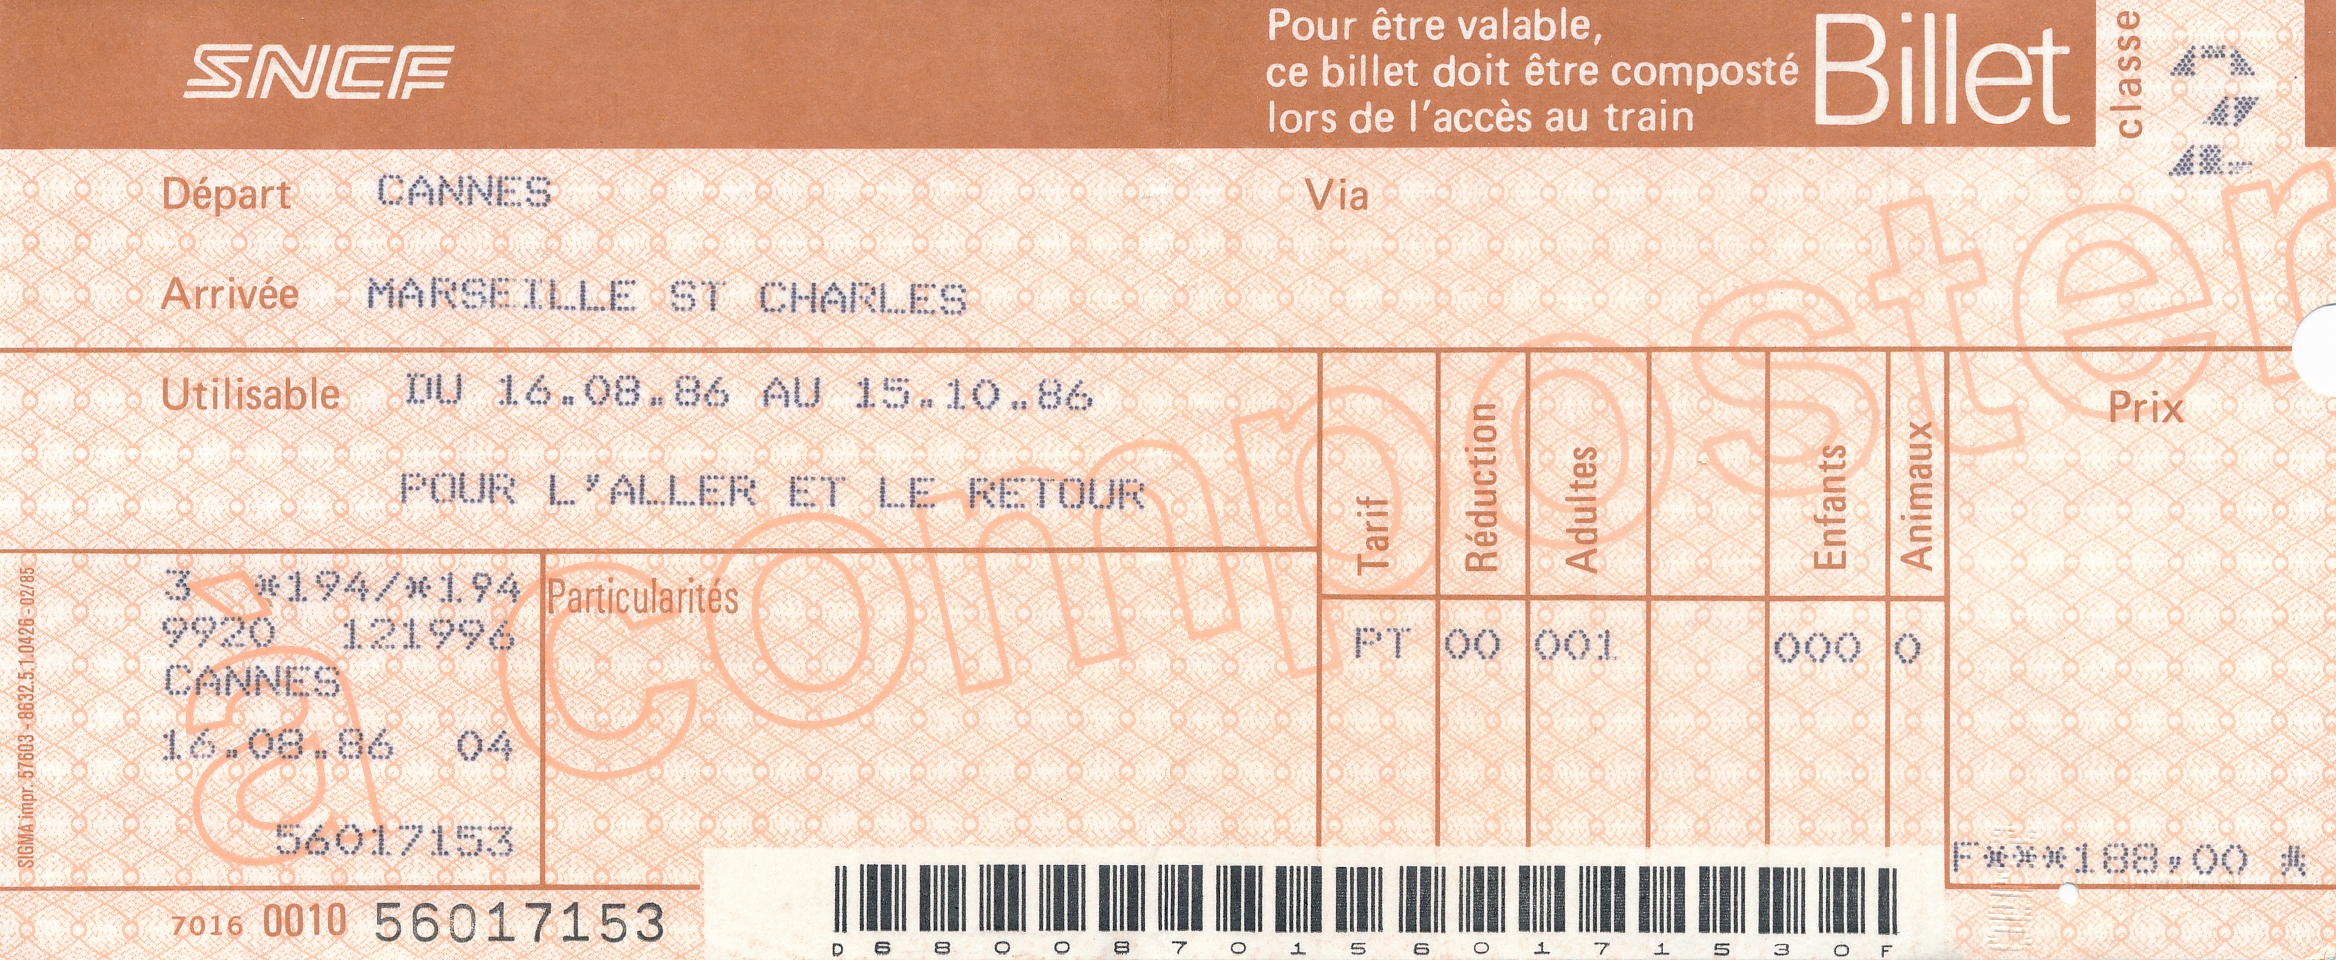 SNCF
Pour être valable,
ce billet doit être composté
lors de l'accès au train
Billet
classe
2
Départ CANNES
Via
Arrivée MARSEILLE ST CHARLES
Utilisable DU 16.08.86 AU 15.10.86
POUR L'ALLER ET LE RETOUR
Tarif Réduction Adultes Enfants Animaux Prix
à composter
3 *194/*194
Particularités
9920 121996
PT 00 001 000 0
CANNES
16.08.86 04
56017153
F***188,00 *
SIGMA impr. 57603 - 8632.5.1.0426 - 02/85
7016 0010 56017153
D 6 8 0 0 8 7 0 1 5 6 0 1 7 1 5 3 0 F